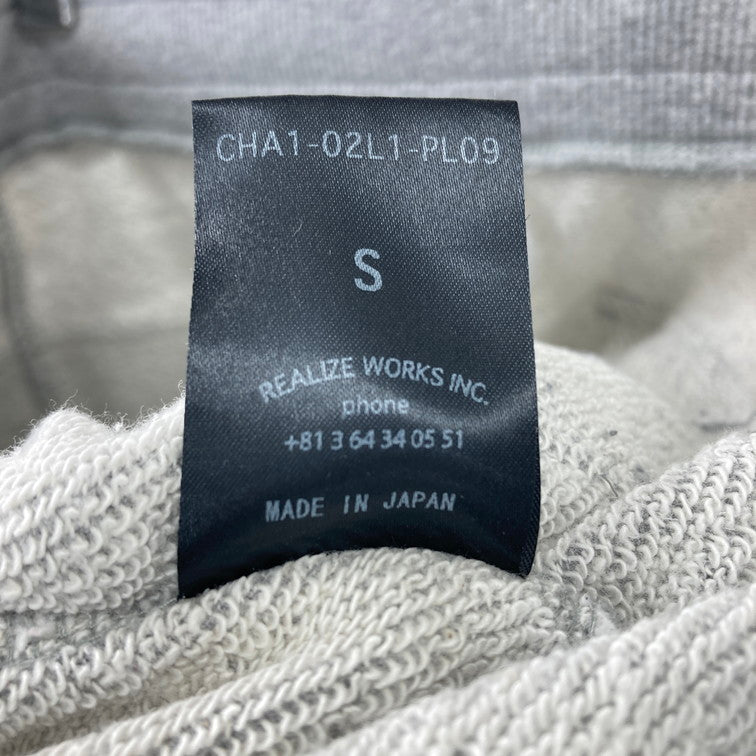 CHA1-02L1-PL09
S
REALIZE WORKS INC.
phone
+81 3 64 34 05 51
MADE IN JAPAN